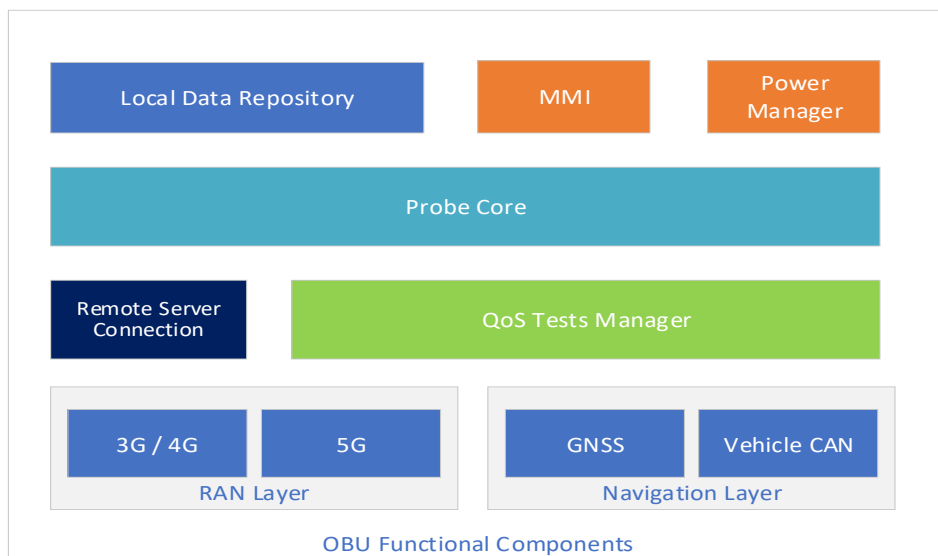 Local Data Repository
MMI
Power
Manager
Probe Core
Remote Server
Connection
QoS Tests Manager
3G / 4G
5G
RAN Layer
GNSS
Vehicle CAN
Navigation Layer
OBU Functional Components